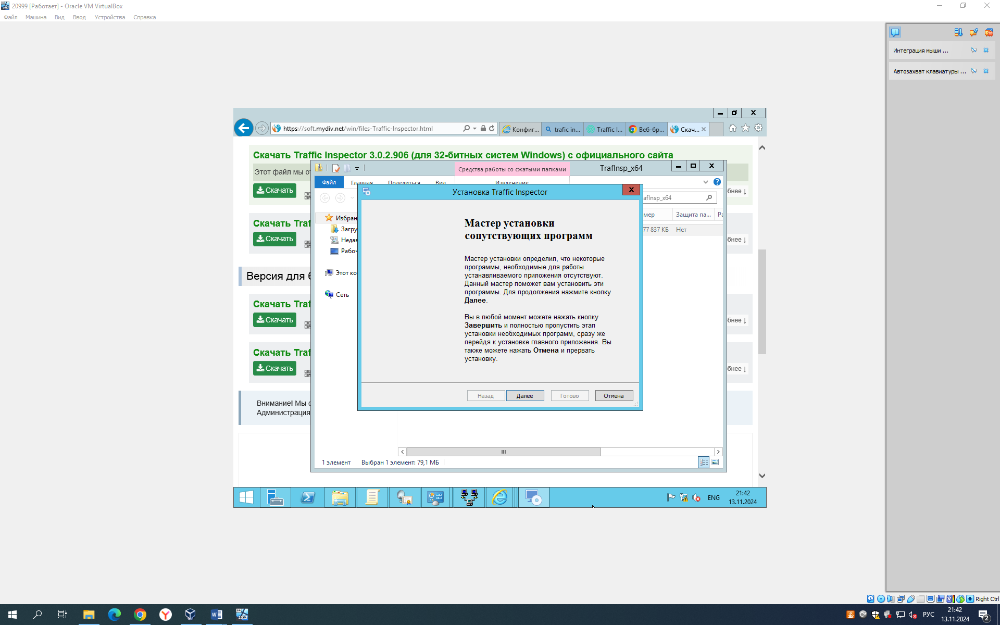 20999 [Работает] - Oracle VM VirtualBox
Файл Машина Вид Ввод Устройства Справка
Интеграция мыши ...
Автозахват клавиатуры ...
https://soft.mydiv.net/win/files-Traffic-Inspector.html
Конфиг... trafic in... Traffic I... Веб-бр... Скач...
Скачать Traffic Inspector 3.0.2.906 (для 32-битных систем Windows) с официального сайта
Этот файл мы от
Скачать
бнее ↓
Скачать Traf
Скачать
бнее ↓
Версия для 6
Скачать Traf
Скачать
бнее ↓
Скачать Traf
Скачать
бнее ↓
Внимание! Мы с
Администрация
Средства работы со сжатыми папками
TrafInsp_x64
Файл Главная Поделиться Вид Извлечение
afInsp_x64
мер Защита па... Ра
77 837 КБ Нет
Избран
Загру
Недав
Рабоч
Этот ко
Сеть
1 элемент Выбран 1 элемент: 79,1 МБ
Установка Traffic Inspector
Мастер установки
сопутствующих программ
Мастер установки определил, что некоторые
программы, необходимые для работы
устанавливаемого приложения отсутствуют.
Данный мастер поможет вам установить эти
программы. Для продолжения нажмите кнопку
Далее.
Вы в любой момент можете нажать кнопку
Завершить и полностью пропустить этап
установки необходимых программ, сразу же
перейдя к установке главного приложения. Вы
также можете нажать Отмена и прервать
установку.
Назад Далее Готово Отмена
ENG
21:42
13.11.2024
Right Ctrl
РУС
21:42
13.11.2024
2